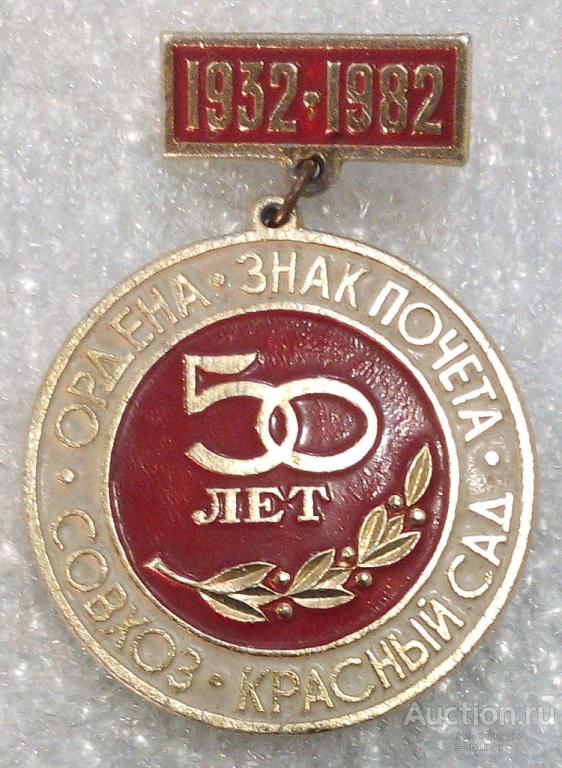 1932·1982
ОРДЕНА · ЗНАК ПОЧЕТА ·
СОВХОЗ · КРАСНЫЙ САД
50
ЛЕТ
Auction.ru